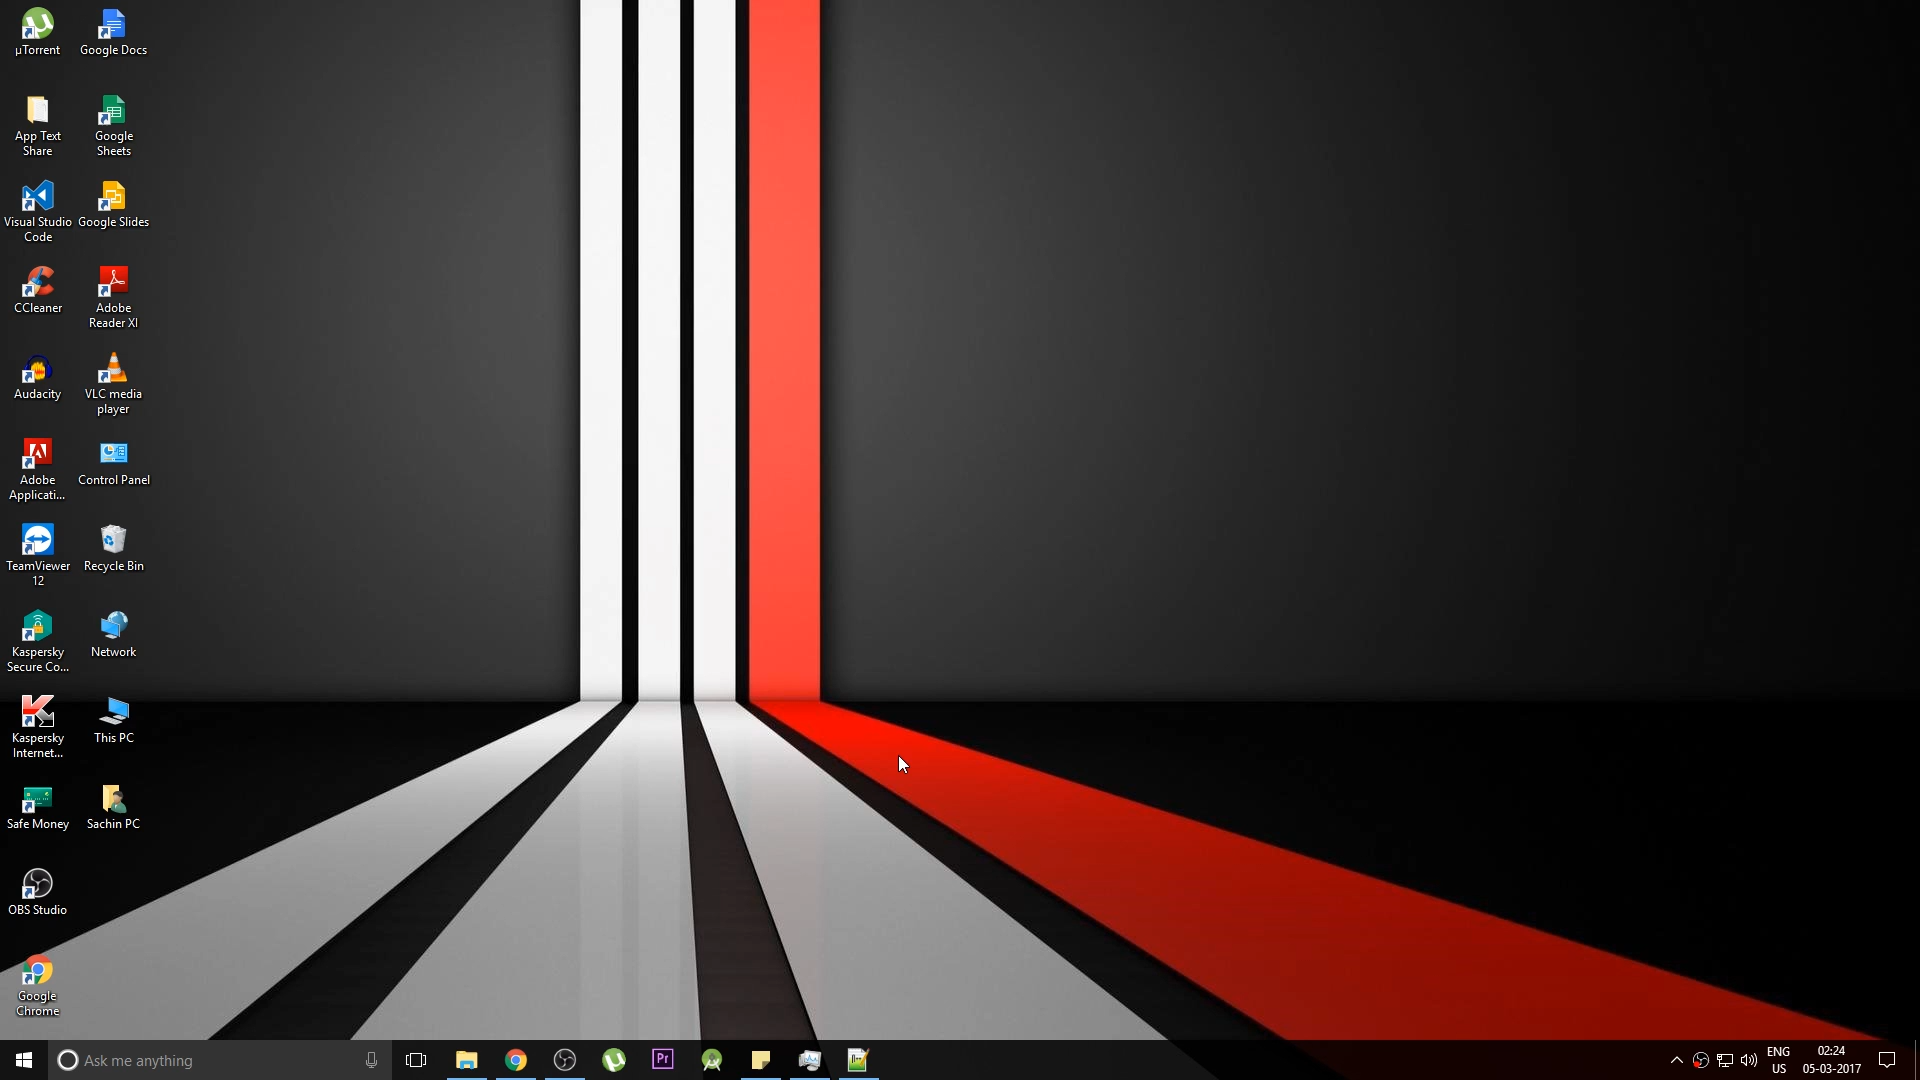 µTorrent
Google Docs
App Text
Share
Google
Sheets
Visual Studio
Code
Google Slides
CCleaner
Adobe
Reader XI
Audacity
VLC media
player
Adobe
Applicati...
Control Panel
TeamViewer
12
Recycle Bin
Kaspersky
Secure Co...
Network
Kaspersky
Internet...
This PC
Safe Money
Sachin PC
OBS Studio
Google
Chrome
Ask me anything
Pr
ENG
US
02:24
05-03-2017